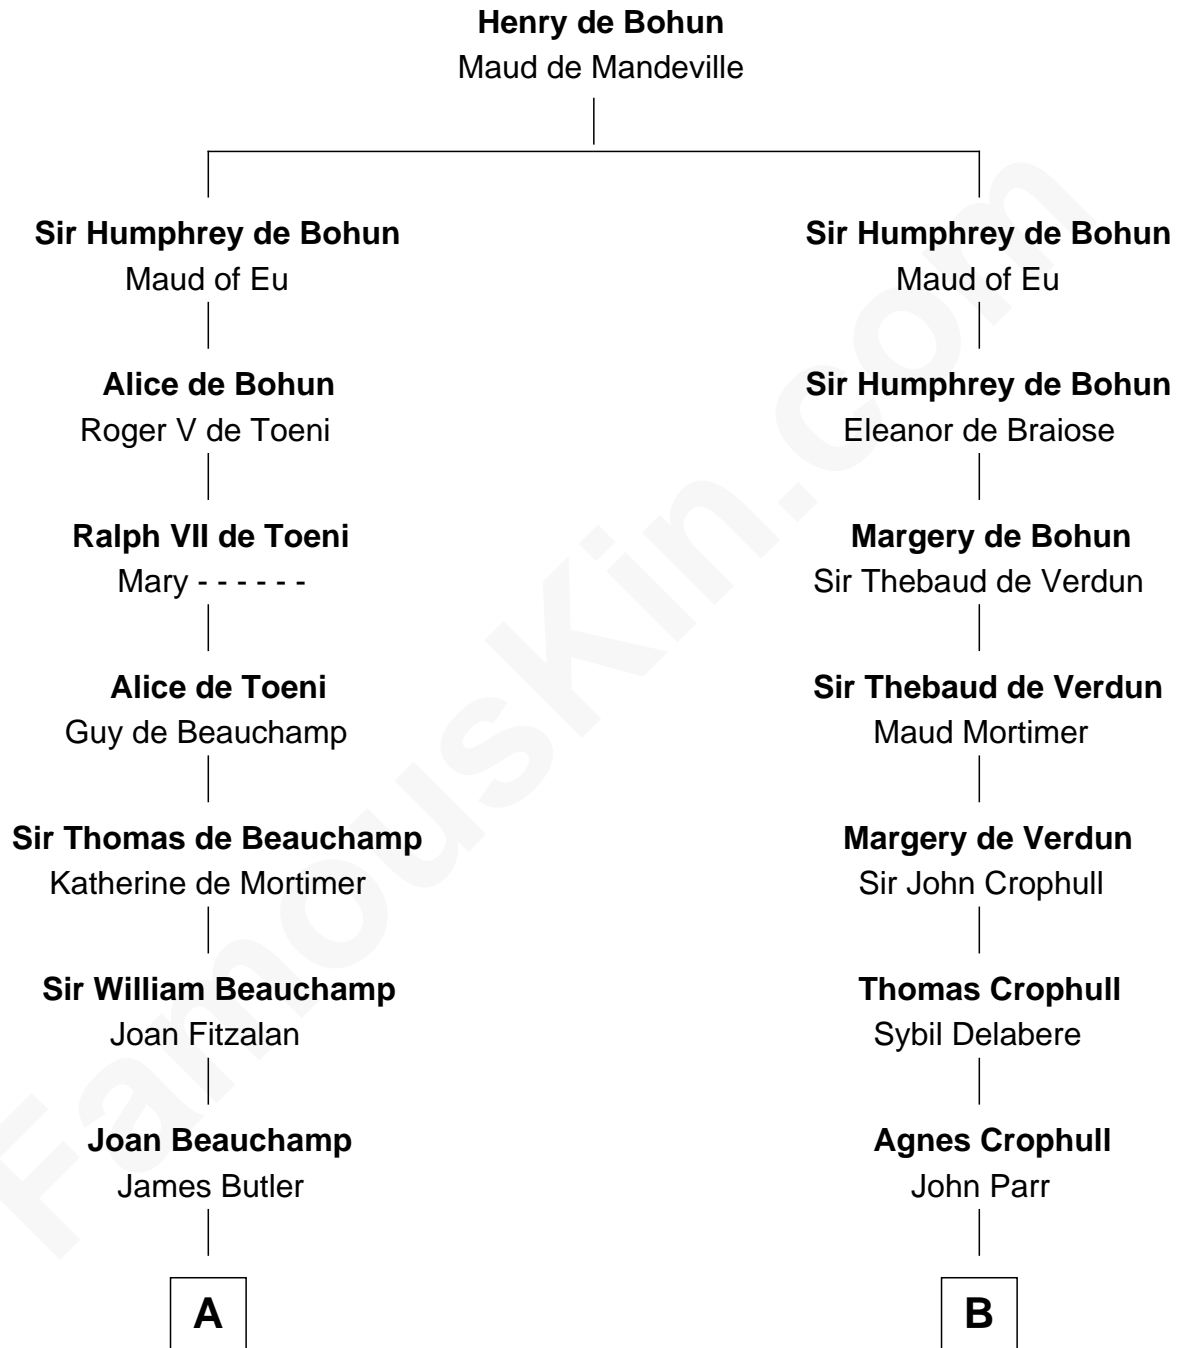 Henry de Bohun
Maud de Mandeville
Sir Humphrey de Bohun
Maud of Eu
Alice de Bohun
Roger V de Toeni
Ralph VII de Toeni
Mary - - - - - -
Alice de Toeni
Guy de Beauchamp
Sir Thomas de Beauchamp
Katherine de Mortimer
Sir William Beauchamp
Joan Fitzalan
Joan Beauchamp
James Butler
A
Sir Humphrey de Bohun
Maud of Eu
Sir Humphrey de Bohun
Eleanor de Braiose
Margery de Bohun
Sir Thebaud de Verdun
Sir Thebaud de Verdun
Maud Mortimer
Margery de Verdun
Sir John Crophull
Thomas Crophull
Sybil Delabere
Agnes Crophull
John Parr
B
FamousKin.com